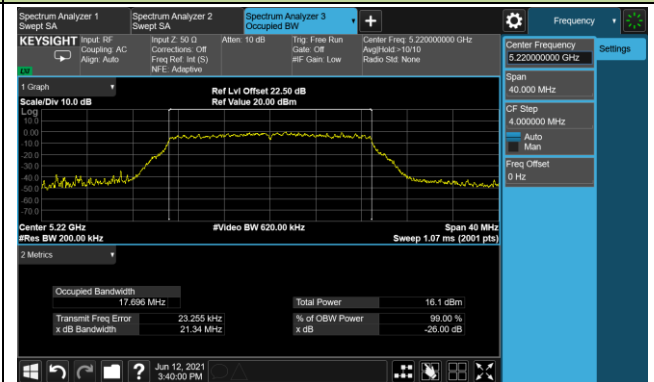 Spectrum Analyzer 1
Swept SA
Spectrum Analyzer 2
Swept SA
Spectrum Analyzer 3
Occupied BW
+
Frequency
KEYSIGHT
Input: RF
Coupling: AC
Align: Auto
Input Z: 50 Ω
Corrections: Off
Freq Ref: Int (S)
NFE: Adaptive
Atten: 10 dB
Trig: Free Run
Gate: Off
#IF Gain: Low
Center Freq: 5.220000000 GHz
Avg|Hold:>10/10
Radio Std: None
Center Frequency
5.220000000 GHz
Settings
Span
40.000 MHz
CF Step
4.000000 MHz
Auto
Man
Freq Offset
0 Hz
1 Graph
Scale/Div 10.0 dB
Ref Lvl Offset 22.50 dB
Ref Value 20.00 dBm
Log
10.0
0.00
-10.0
-20.0
-30.0
-40.0
-50.0
-60.0
-70.0
Center 5.22 GHz
#Res BW 200.00 kHz
#Video BW 620.00 kHz
Span 40 MHz
Sweep 1.07 ms (2001 pts)
2 Metrics
Occupied Bandwidth
17.696 MHz
Total Power 16.1 dBm
Transmit Freq Error 23.255 kHz
% of OBW Power 99.00 %
x dB Bandwidth 21.34 MHz
x dB -26.00 dB
?
Jun 12, 2021
3:40:00 PM